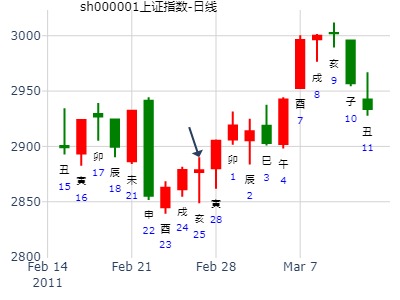 sh000001上证指数-日线
3000
2950
2900
2850
2800
丑
15
寅
16
卯
17
辰
18
未
21
申
22
酉
23
戌
24
亥
25
寅
28
卯
1
辰
2
巳
3
午
4
酉
7
戌
8
亥
9
子
10
丑
11
Feb 14
2011
Feb 21
Feb 28
Mar 7